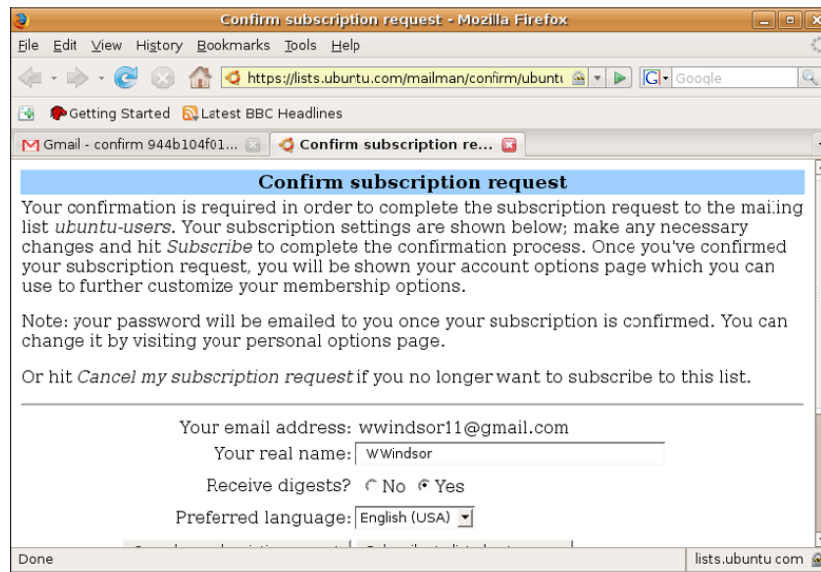 Confirm subscription request - Mozilla Firefox
File Edit View History Bookmarks Tools Help
https://lists.ubuntu.com/mailman/confirm/ubunt
G Google
Getting Started Latest BBC Headlines
Gmail - confirm 944b104f01... Confirm subscription re...
Confirm subscription request
Your confirmation is required in order to complete the subscription request to the mailing
list ubuntu-users. Your subscription settings are shown below; make any necessary
changes and hit Subscribe to complete the confirmation process. Once you've confirmed
your subscription request, you will be shown your account options page which you can
use to further customize your membership options.
Note: your password will be emailed to you once your subscription is confirmed. You can
change it by visiting your personal options page.
Or hit Cancel my subscription request if you no longer want to subscribe to this list.
Your email address: wwindsor11@gmail.com
Your real name: WWindsor
Receive digests? No Yes
Preferred language: English (USA)
Done lists.ubuntu.com